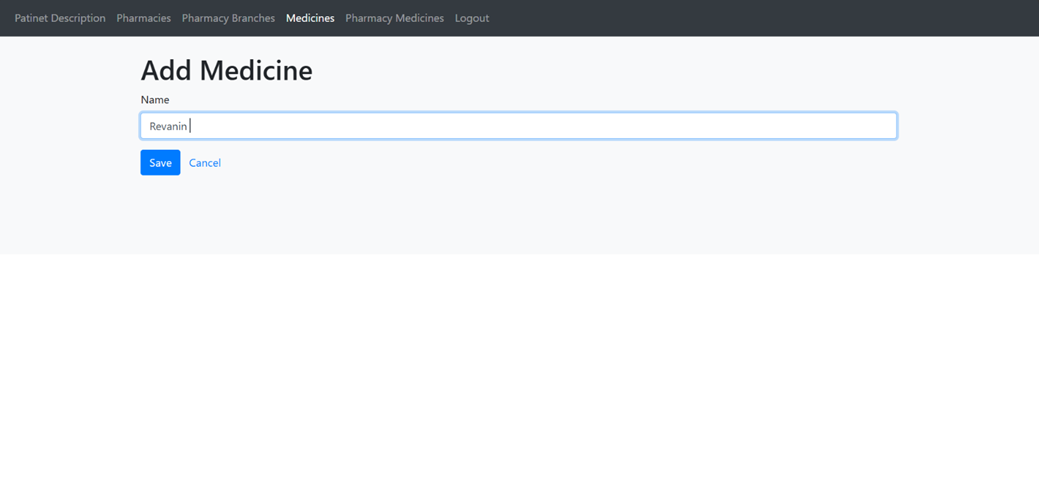 Patinet Description Pharmacies Pharmacy Branches Medicines Pharmacy Medicines Logout
Add Medicine
Name
Revanin
Save Cancel